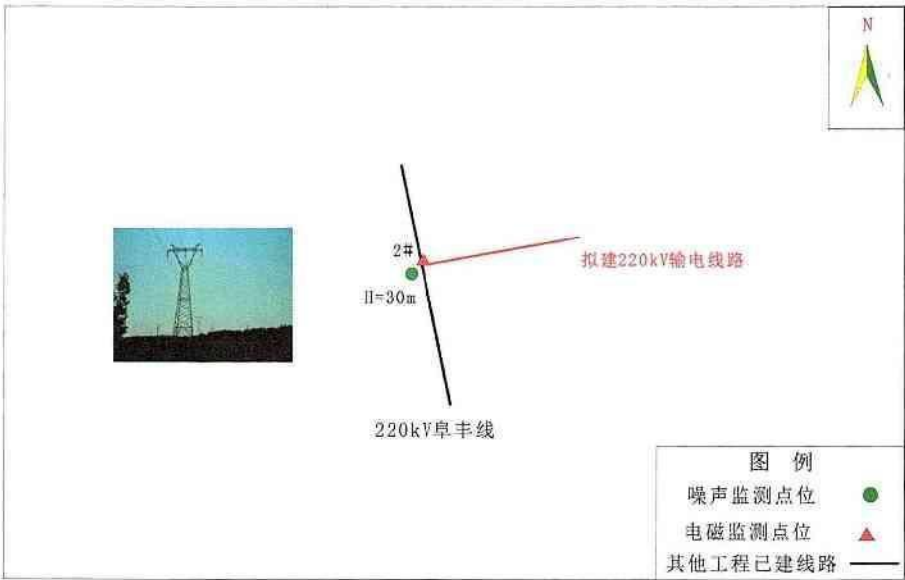 N
2#
拟建220kV输电线路
H=30m
220kV阜丰线
图 例
噪声监测点位
电磁监测点位
其他工程已建线路